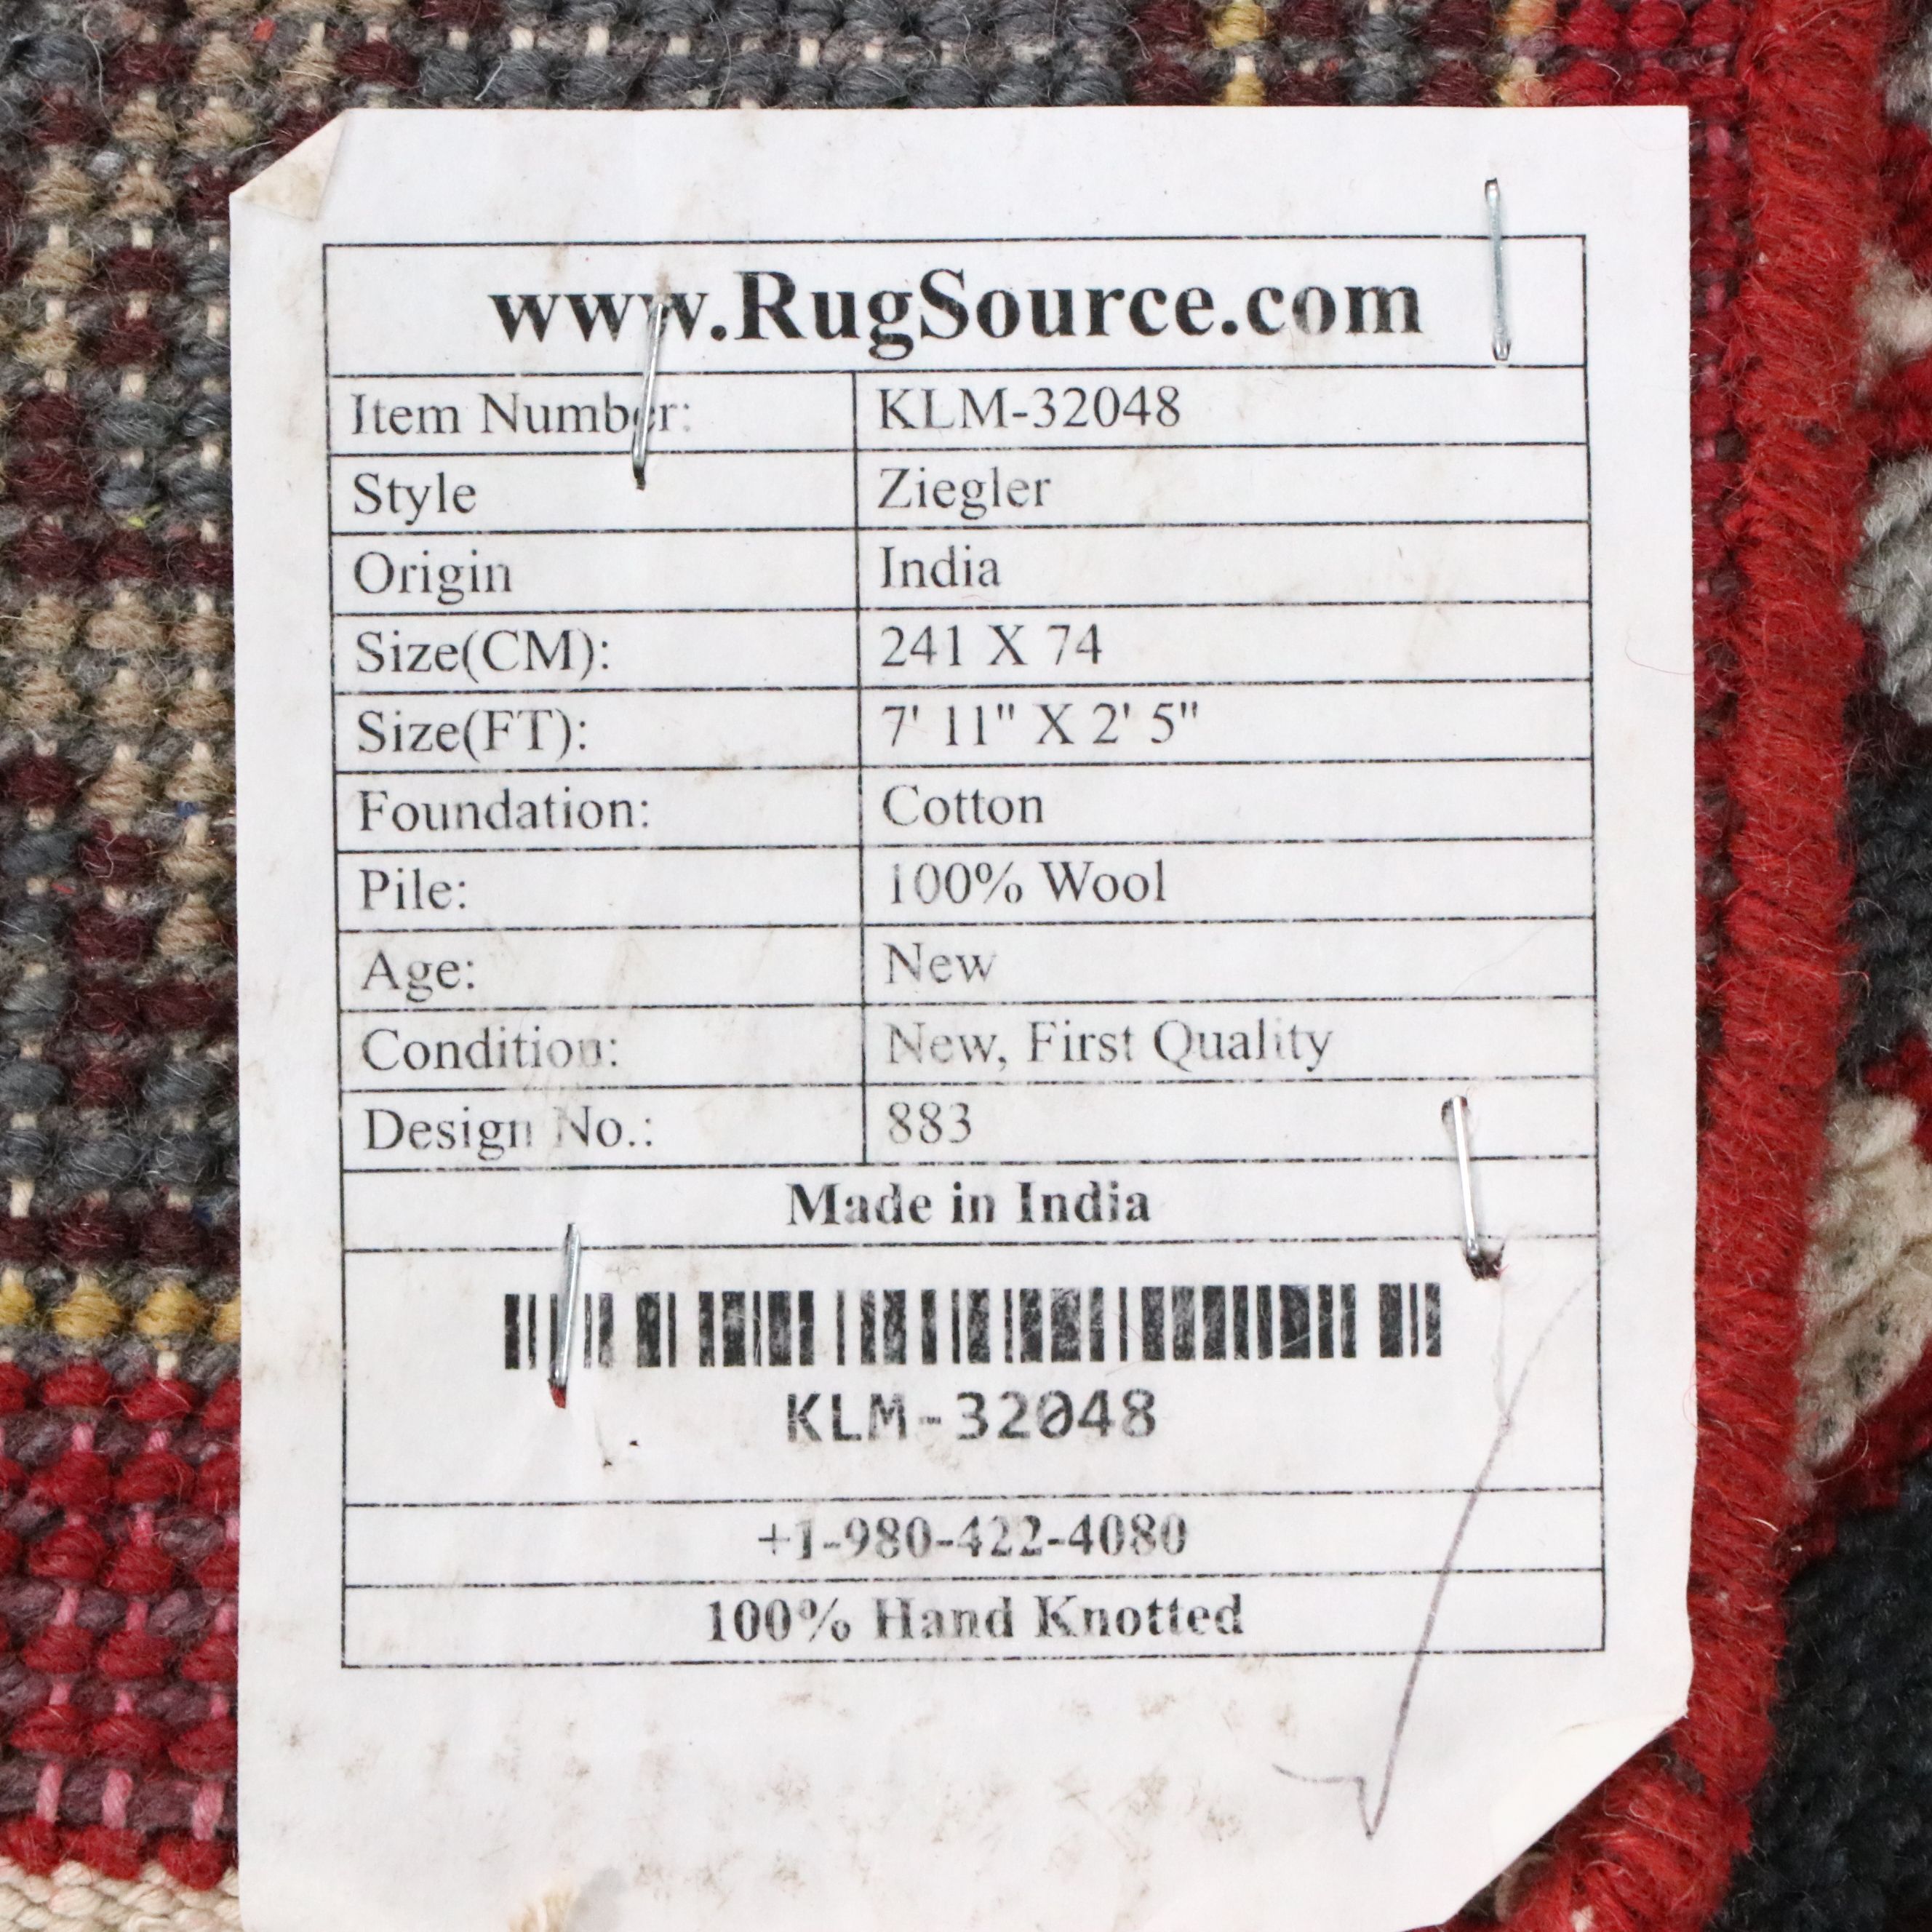 www.RugSource.com
Item Number: KLM-32048
Style Ziegler
Origin India
Size(CM): 241 X 74
Size(FT): 7' 11" X 2' 5"
Foundation: Cotton
Pile: 100% Wool
Age: New
Condition: New, First Quality
Design No.: 883
Made in India
KLM-32048
+1-980-422-4080
100% Hand Knotted